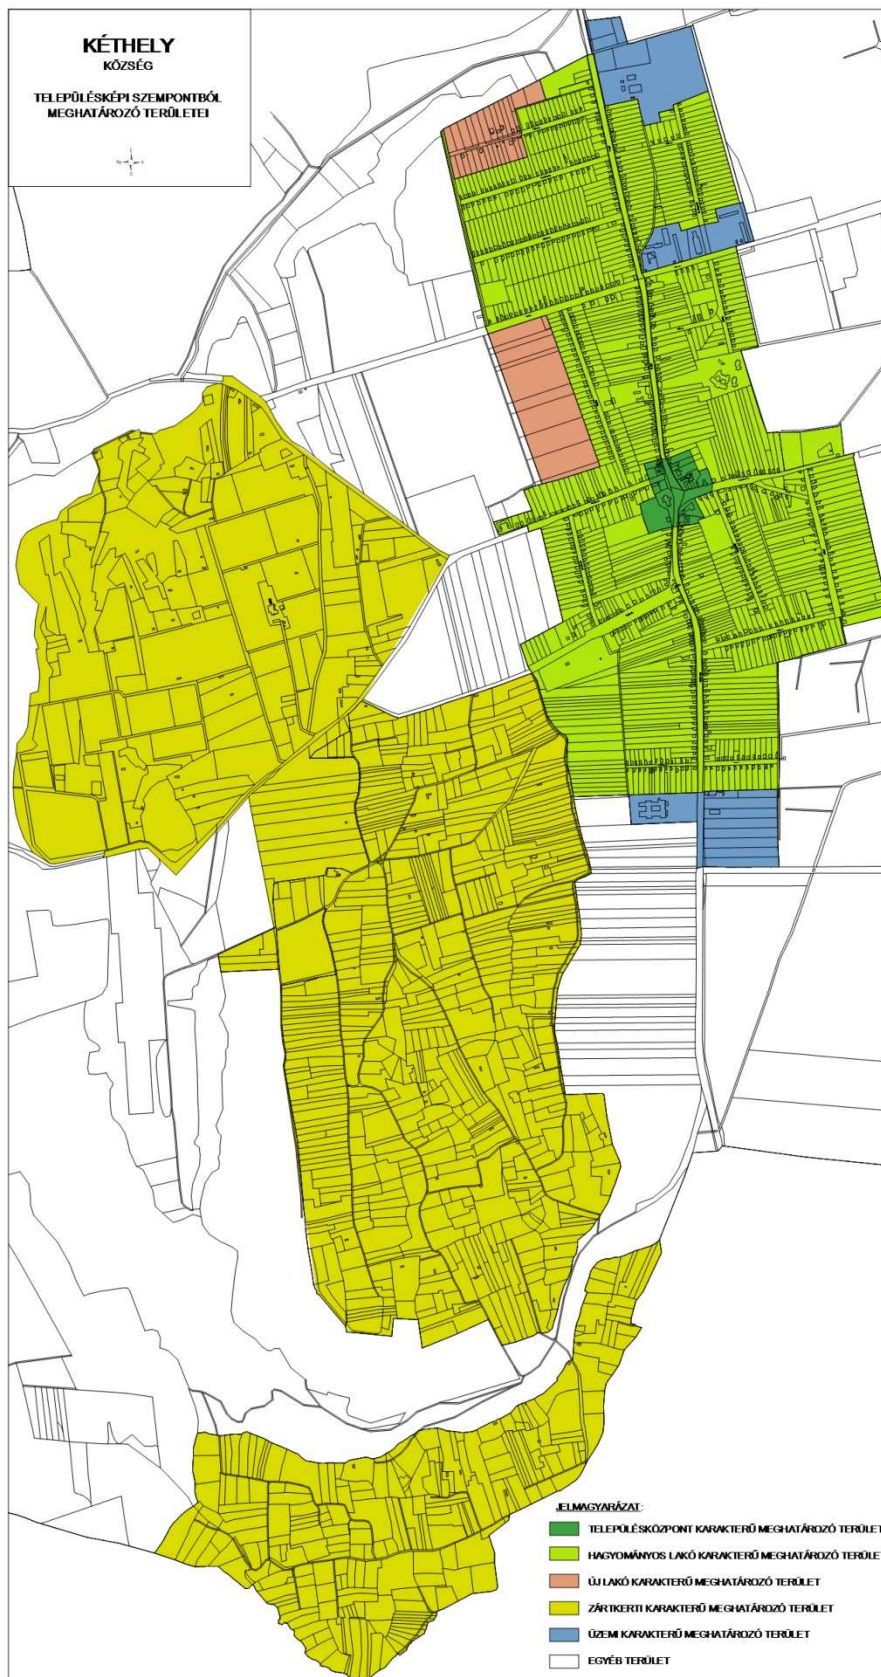 KÉTHELY
KÖZSÉG
TELEPÜLÉSKÉPI SZEMPONTBÓL
MEGHATÁROZÓ TERÜLETEI
JELMAGYARÁZAT:
TELEPÜLÉSKÖZPONT KARAKTERŰ MEGHATÁROZÓ TERÜLET
HAGYOMÁNYOS LAKÓ KARAKTERŰ MEGHATÁROZÓ TERÜLET
ÚJ LAKÓ KARAKTERŰ MEGHATÁROZÓ TERÜLET
ZÁRTKERTI KARAKTERŰ MEGHATÁROZÓ TERÜLET
ÜZEMI KARAKTERŰ MEGHATÁROZÓ TERÜLET
EGYÉB TERÜLET